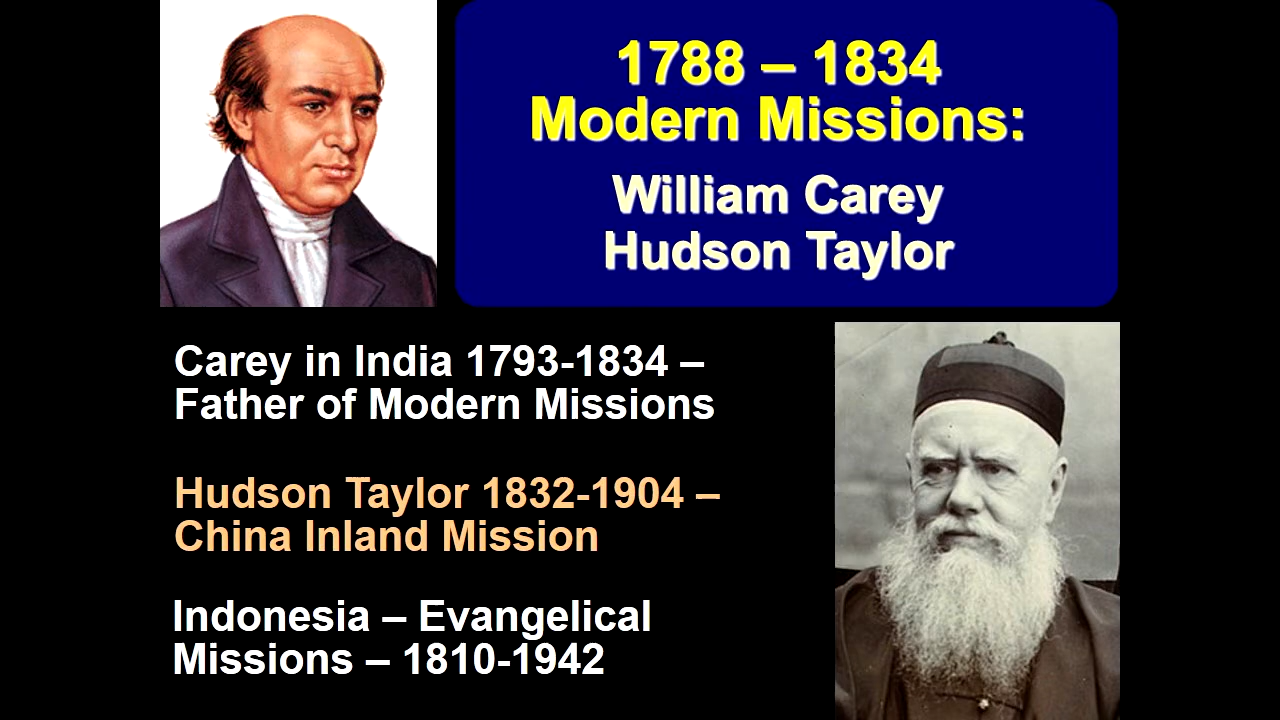 1788 – 1834
Modern Missions:
William Carey
Hudson Taylor
Carey in India 1793-1834 –
Father of Modern Missions
Hudson Taylor 1832-1904 –
China Inland Mission
Indonesia – Evangelical
Missions – 1810-1942